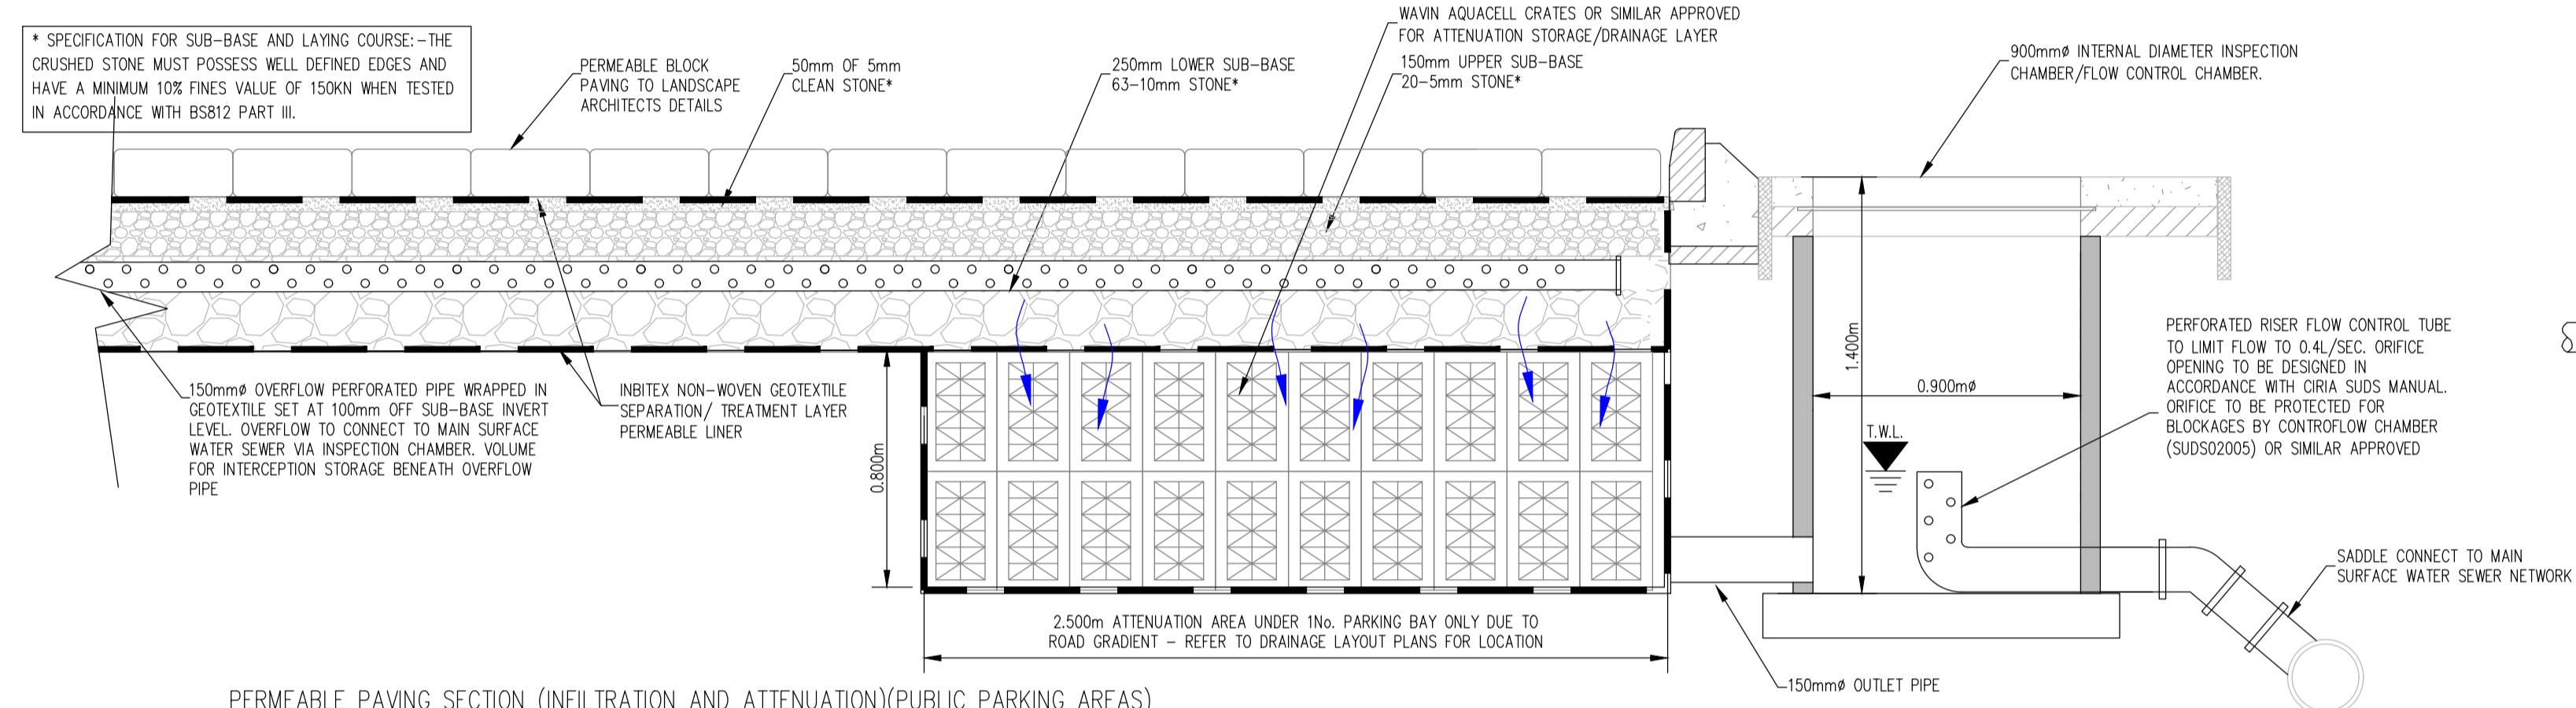 * SPECIFICATION FOR SUB-BASE AND LAYING COURSE:-THE
CRUSHED STONE MUST POSSESS WELL DEFINED EDGES AND
HAVE A MINIMUM 10% FINES VALUE OF 150KN WHEN TESTED
IN ACCORDANCE WITH BS812 PART III.
PERMEABLE BLOCK
PAVING TO LANDSCAPE
ARCHITECTS DETAILS
50mm OF 5mm
CLEAN STONE*
250mm LOWER SUB-BASE
63-10mm STONE*
WAVIN AQUACELL CRATES OR SIMILAR APPROVED
FOR ATTENUATION STORAGE/DRAINAGE LAYER
150mm UPPER SUB-BASE
20-5mm STONE*
900mmø INTERNAL DIAMETER INSPECTION
CHAMBER/FLOW CONTROL CHAMBER.
150mmø OVERFLOW PERFORATED PIPE WRAPPED IN
GEOTEXTILE SET AT 100mm OFF SUB-BASE INVERT
LEVEL. OVERFLOW TO CONNECT TO MAIN SURFACE
WATER SEWER VIA INSPECTION CHAMBER. VOLUME
FOR INTERCEPTION STORAGE BENEATH OVERFLOW
PIPE
INBITEX NON-WOVEN GEOTEXTILE
SEPARATION/ TREATMENT LAYER
PERMEABLE LINER
0.800m
1.400m
0.900mø
T.W.L.
PERFORATED RISER FLOW CONTROL TUBE
TO LIMIT FLOW TO 0.4L/SEC. ORIFICE
OPENING TO BE DESIGNED IN
ACCORDANCE WITH CIRIA SUDS MANUAL.
ORIFICE TO BE PROTECTED FOR
BLOCKAGES BY CONTROFLOW CHAMBER
(SUDS02005) OR SIMILAR APPROVED
SADDLE CONNECT TO MAIN
SURFACE WATER SEWER NETWORK
2.500m ATTENUATION AREA UNDER 1No. PARKING BAY ONLY DUE TO
ROAD GRADIENT - REFER TO DRAINAGE LAYOUT PLANS FOR LOCATION
150mmø OUTLET PIPE
PERMEABLE PAVING SECTION (INFILTRATION AND ATTENUATION)(PUBLIC PARKING AREAS)